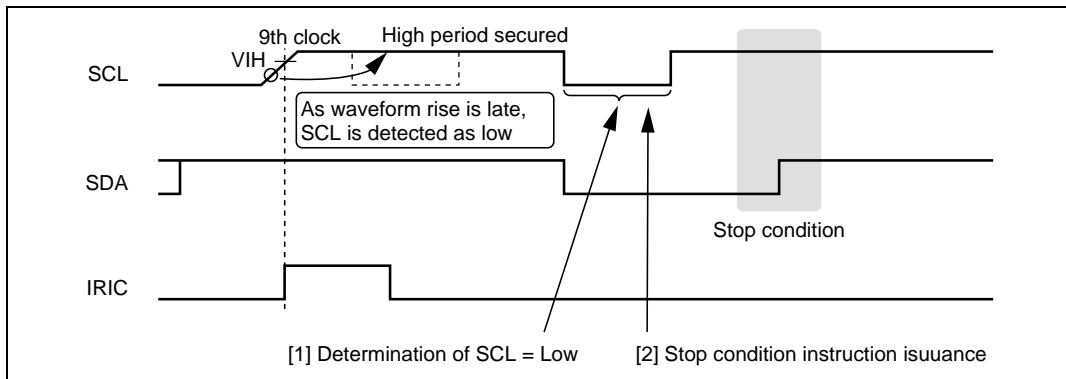 9th clock
High period secured
VIH
SCL
As waveform rise is late,
SCL is detected as low
SDA
Stop condition
IRIC
[1] Determination of SCL = Low
[2] Stop condition instruction isuuance